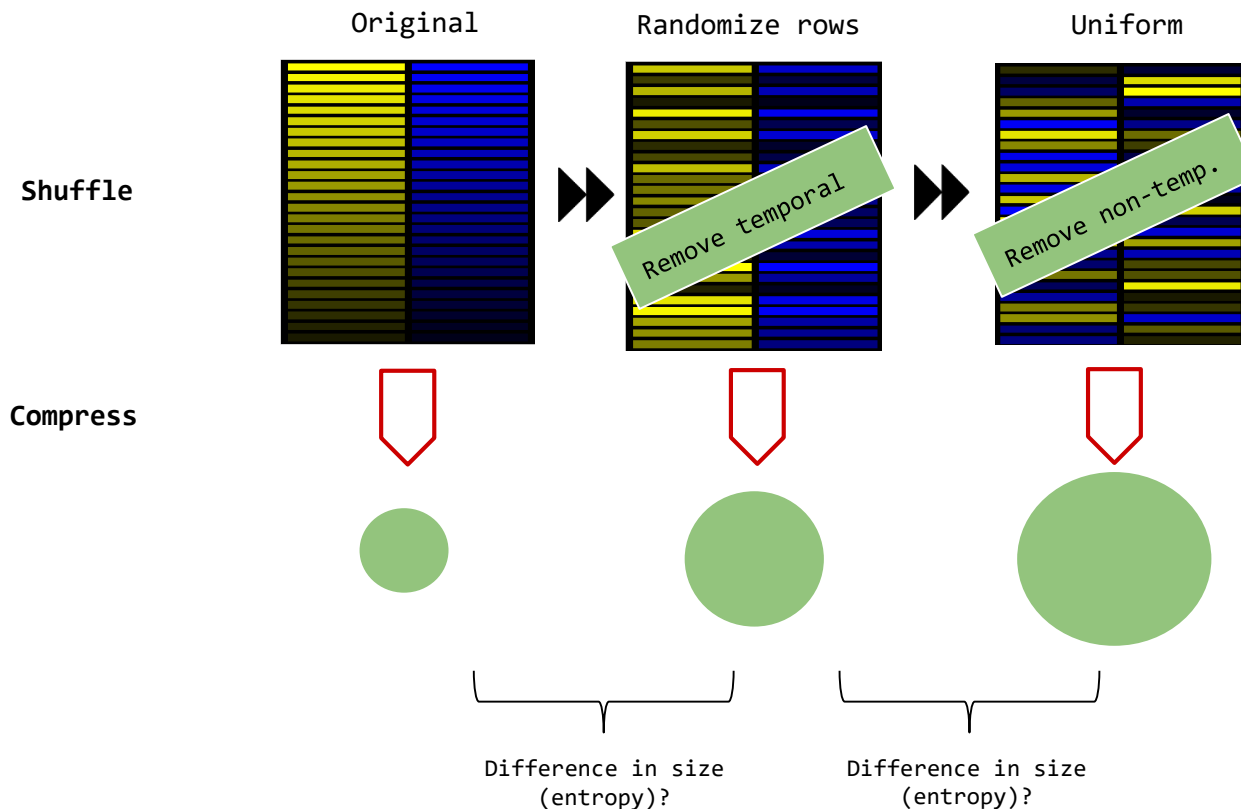 Original
Randomize rows
Uniform
Shuffle
Remove temporal
Remove non-temp.
Compress
Difference in size
(entropy)?
Difference in size
(entropy)?